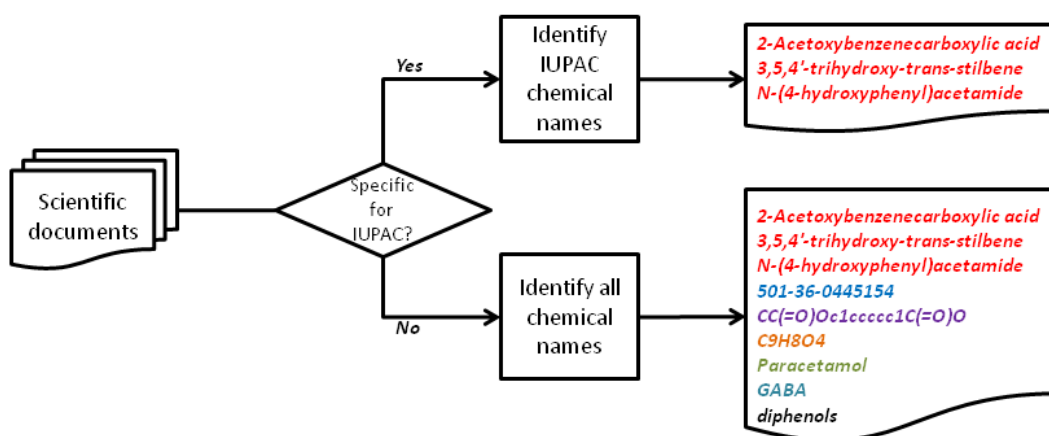 Scientific
documents
Specific
for
IUPAC?
Yes
Identify
IUPAC
chemical
names
2-Acetoxybenzenecarboxylic acid
3,5,4'-trihydroxy-trans-stilbene
N-(4-hydroxyphenyl)acetamide
No
Identify all
chemical
names
2-Acetoxybenzenecarboxylic acid
3,5,4'-trihydroxy-trans-stilbene
N-(4-hydroxyphenyl)acetamide
501-36-0445154
CC(=O)Oc1ccccc1C(=O)O
C9H8O4
Paracetamol
GABA
diphenols